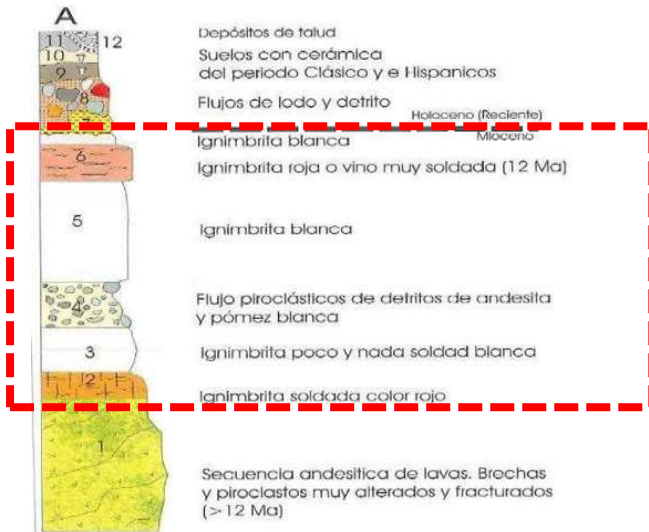 A
11 12
10
9
8
7
6
5
4
3
2
1
Depósitos de talud
Suelos con cerámica
del periodo Clásico y e Hispanicos
Flujos de lodo y detrito
Holoceno (Reciente)
Mioceno
Ignimbrita blanca
Ignimbrita roja o vino muy soldada (12 Ma)
Ignimbrita blanca
Flujo piroclásticos de detritos de andesita
y pómez blanca
Ignimbrita poco y nada soldad blanca
Ignimbrita soldada color rojo
Secuencia andesitica de lavas. Brechas
y piroclastos muy alterados y fracturados
(>12 Ma)